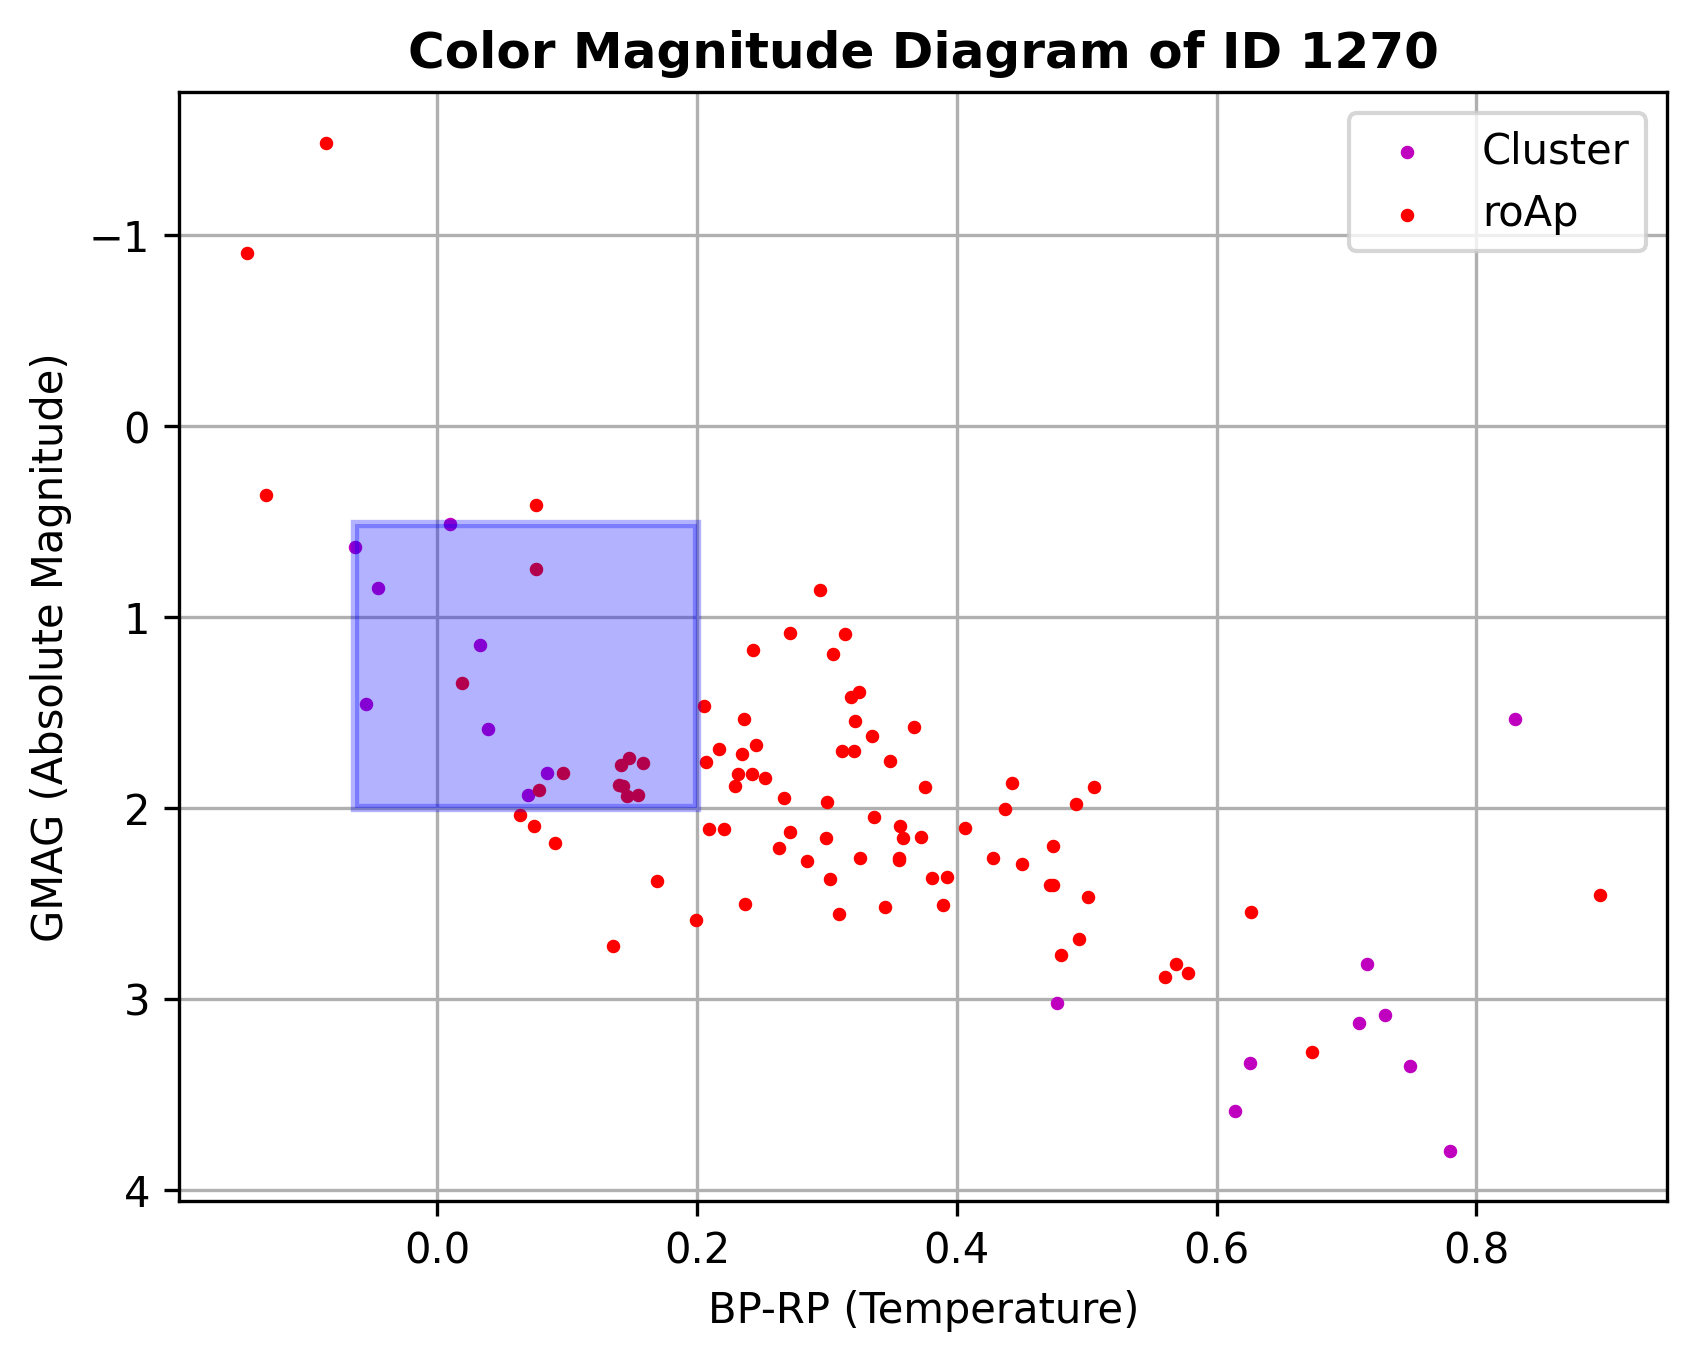 Color Magnitude Diagram of ID 1270
Cluster
roAp
GMAG (Absolute Magnitude)
−1
0
1
2
3
4
0.0 0.2 0.4 0.6 0.8
BP-RP (Temperature)